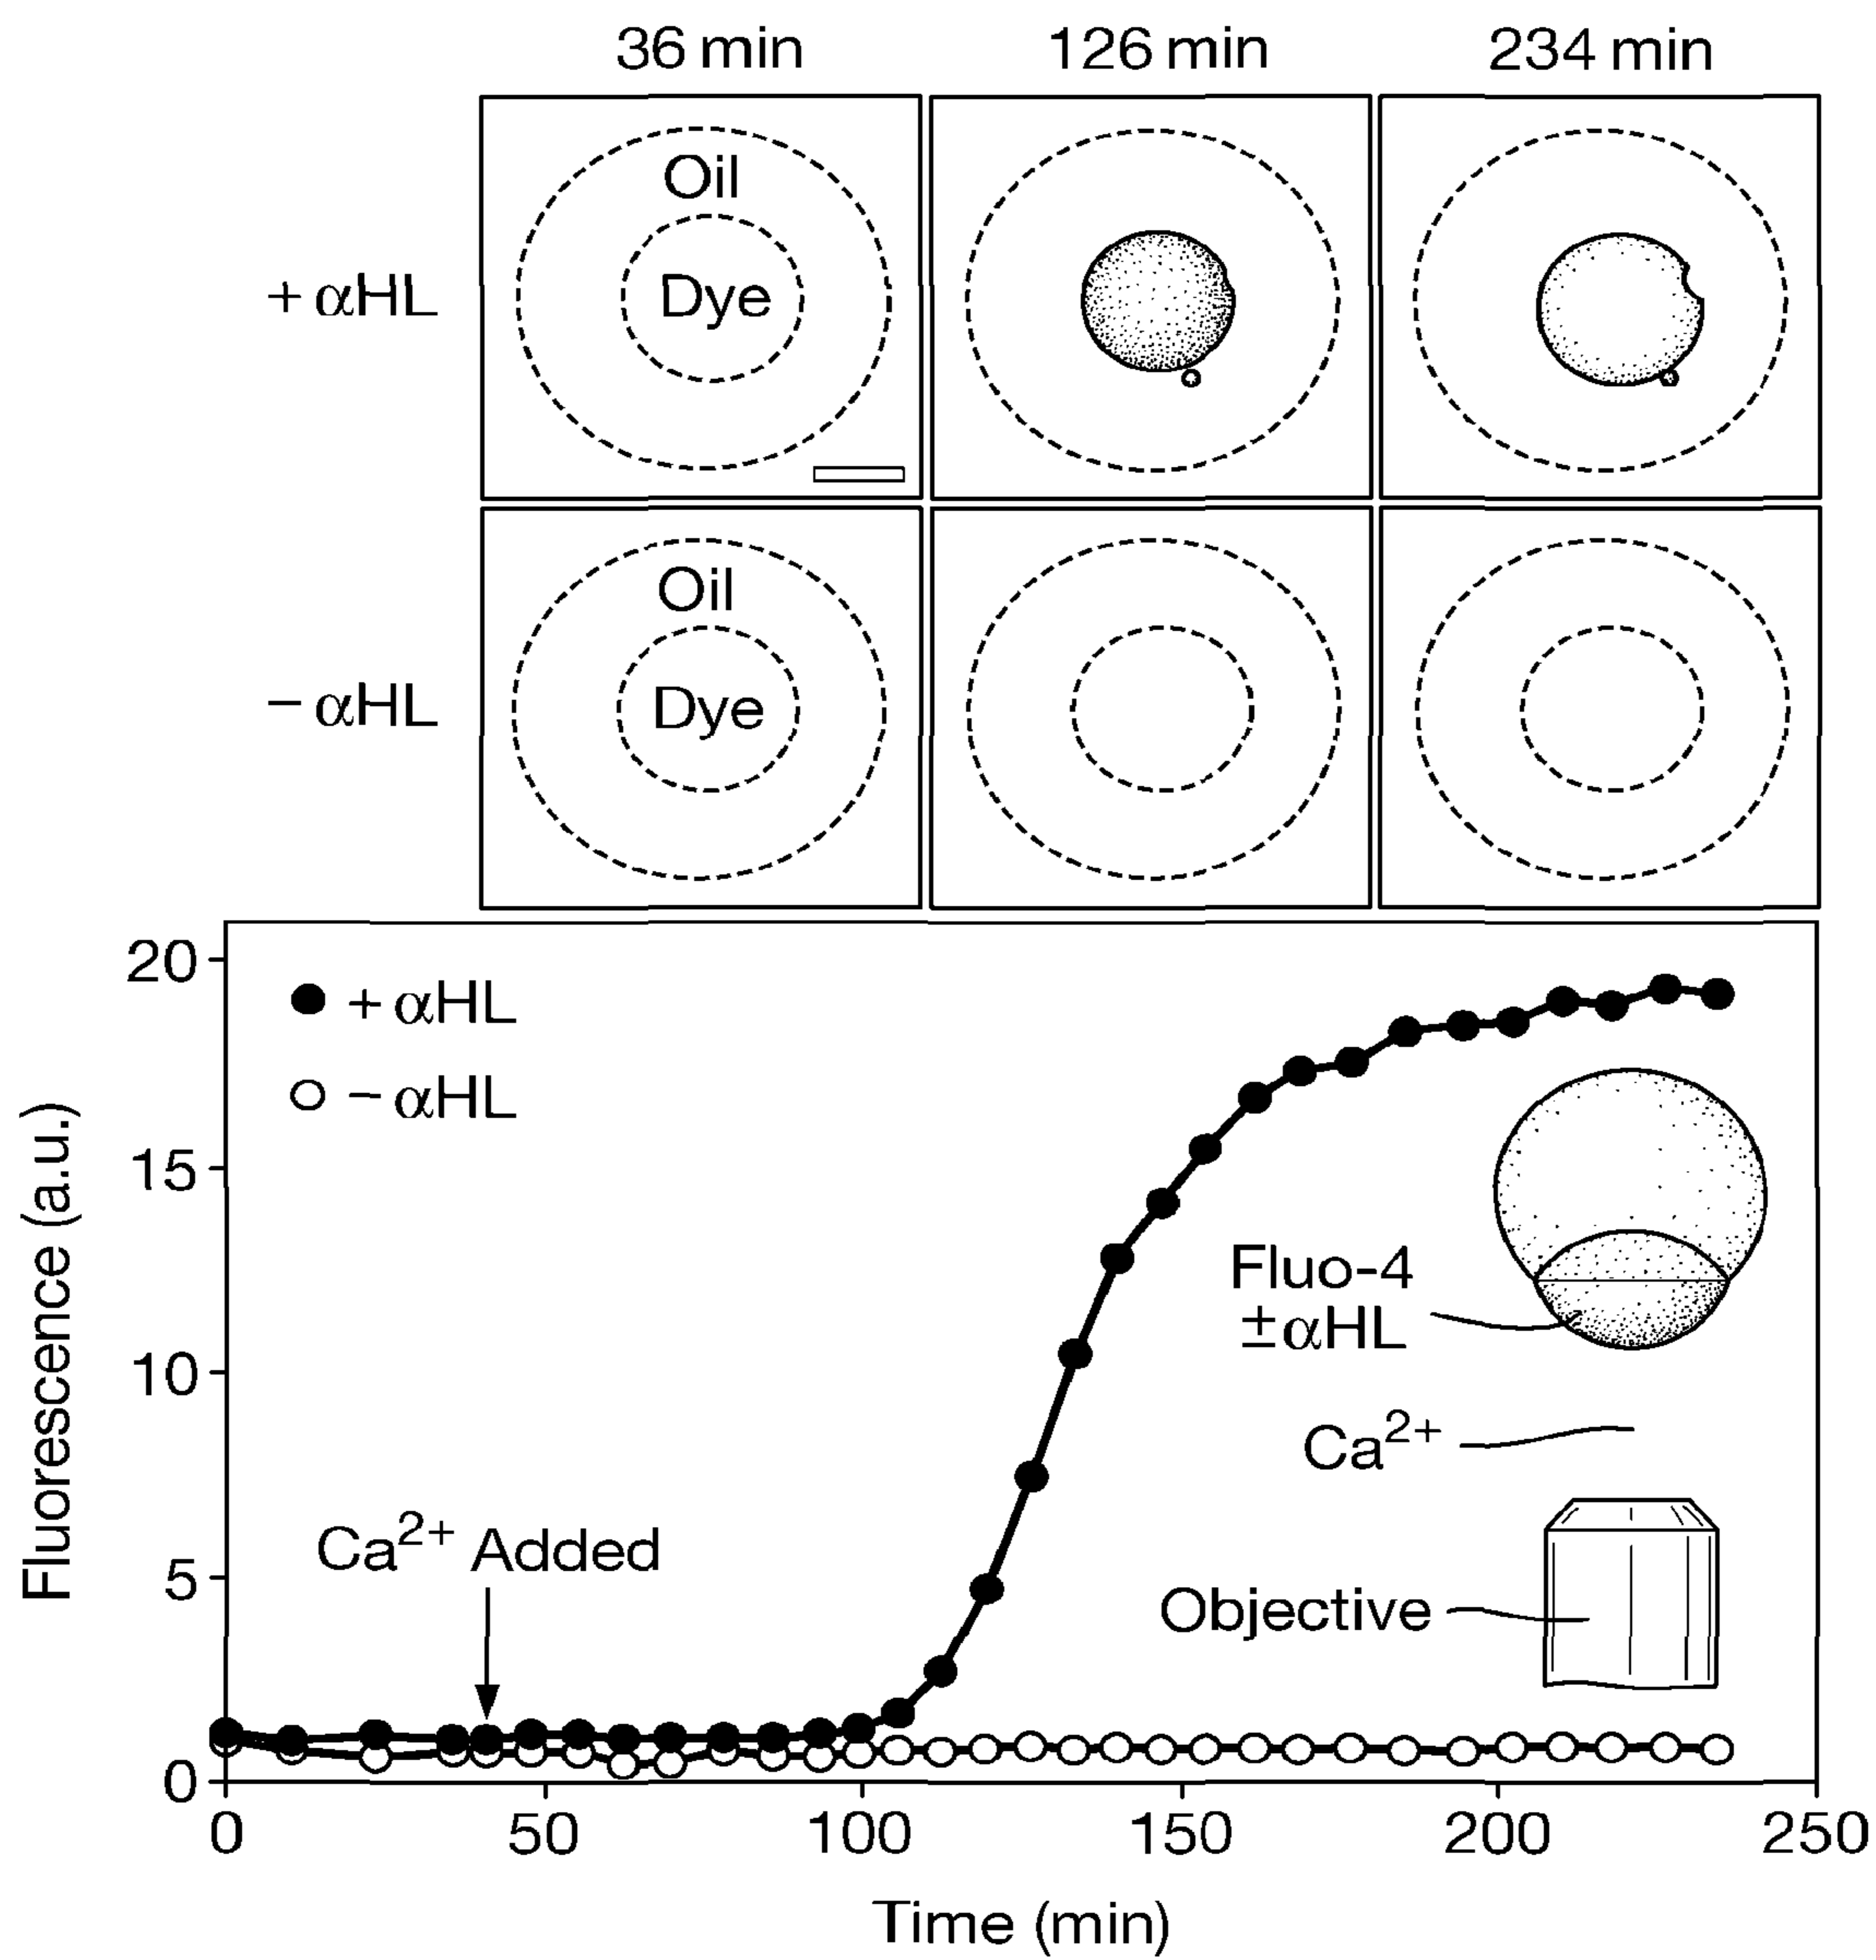 36 min 126 min 234 min
Oil
+ αHL Dye
Oil
− αHL Dye
20
● + αHL
○ − αHL
15
Fluorescence (a.u.)
Fluo-4
±αHL
10
Ca²⁺
Ca²⁺ Added
5
Objective
0
0 50 100 150 200 250
Time (min)